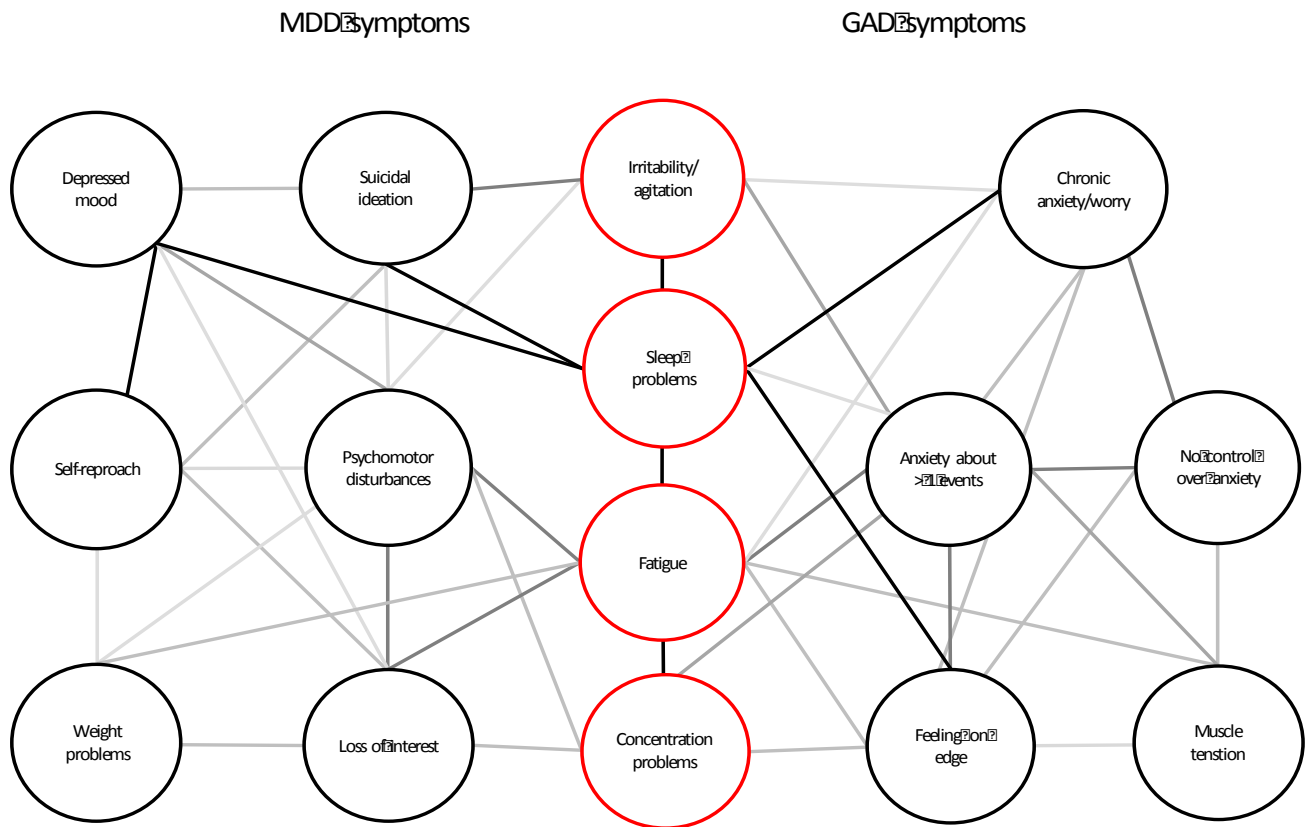 MDD symptoms
GAD symptoms
Depressed
mood
Suicidal
ideation
Irritability/
agitation
Chronic
anxiety/worry
Sleep
problems
Self-reproach
Psychomotor
disturbances
Anxiety about
>1 events
No control
over anxiety
Fatigue
Weight
problems
Loss of interest
Concentration
problems
Feeling on
edge
Muscle
tenstion